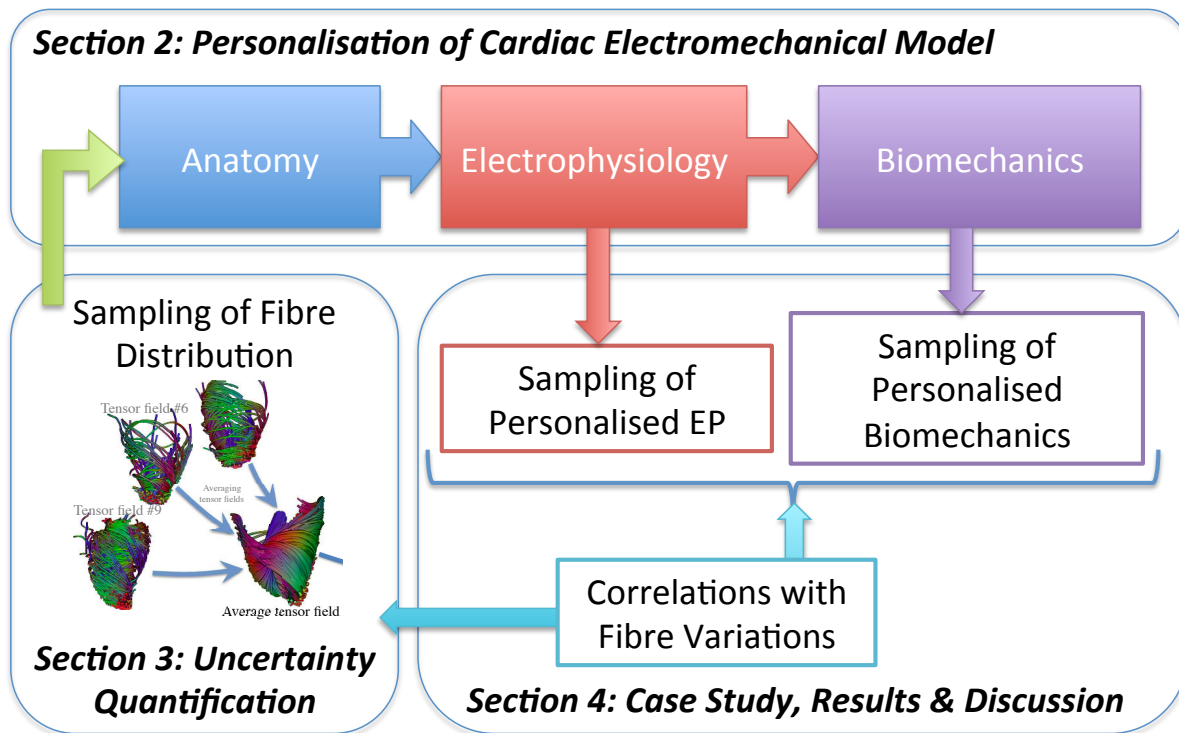 Section 2: Personalisation of Cardiac Electromechanical Model
Anatomy
Electrophysiology
Biomechanics
Sampling of Fibre
Distribution
Tensor field #6
Averaging
tensor fields
Tensor field #9
Average tensor field
Section 3: Uncertainty
Quantification
Sampling of
Personalised EP
Sampling of
Personalised
Biomechanics
Correlations with
Fibre Variations
Section 4: Case Study, Results & Discussion